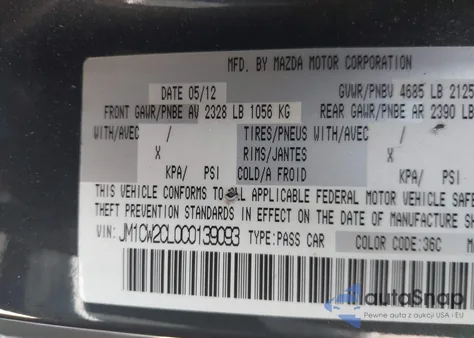 MFD. BY MAZDA MOTOR CORPORATION
DATE 05/12 GVWR/PNBV 4685 LB 2125
FRONT GAWR/PNBE AV 2328 LB 1056 KG REAR GAWR/PNBE AR 2390 LB
WITH/AVEC / TIRES/PNEUS WITH/AVEC /
X RIMS/JANTES X
KPA/ PSI COLD/A FROID KPA/ PSI
THIS VEHICLE CONFORMS TO ALL APPLICABLE FEDERAL MOTOR VEHICLE SAFE
THEFT PREVENTION STANDARDS IN EFFECT ON THE DATE OF MANUFACTURE SH
VIN: JM1CW2CL0C0139093 TYPE:PASS CAR COLOR CODE:36C M
autoSnap
Pewne auta z aukcji USA i EU